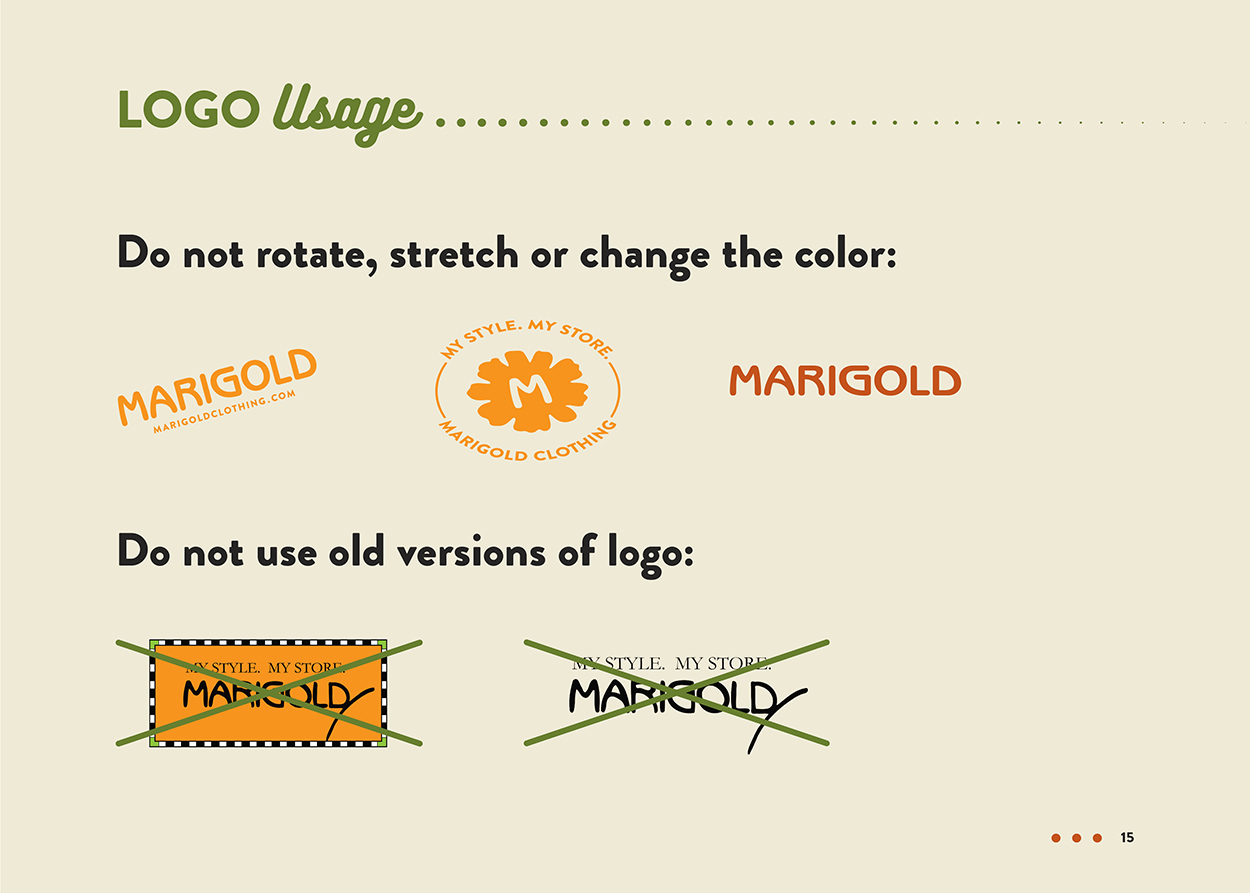 LOGO Usage
Do not rotate, stretch or change the color:
MARIGOLD
MARIGOLDCLOTHING.COM
MY STYLE. MY STORE.
M
MARIGOLD CLOTHING
MARIGOLD
Do not use old versions of logo:
MY STYLE. MY STORE.
MARIGOLD
MY STYLE. MY STORE.
MARIGOLD
15